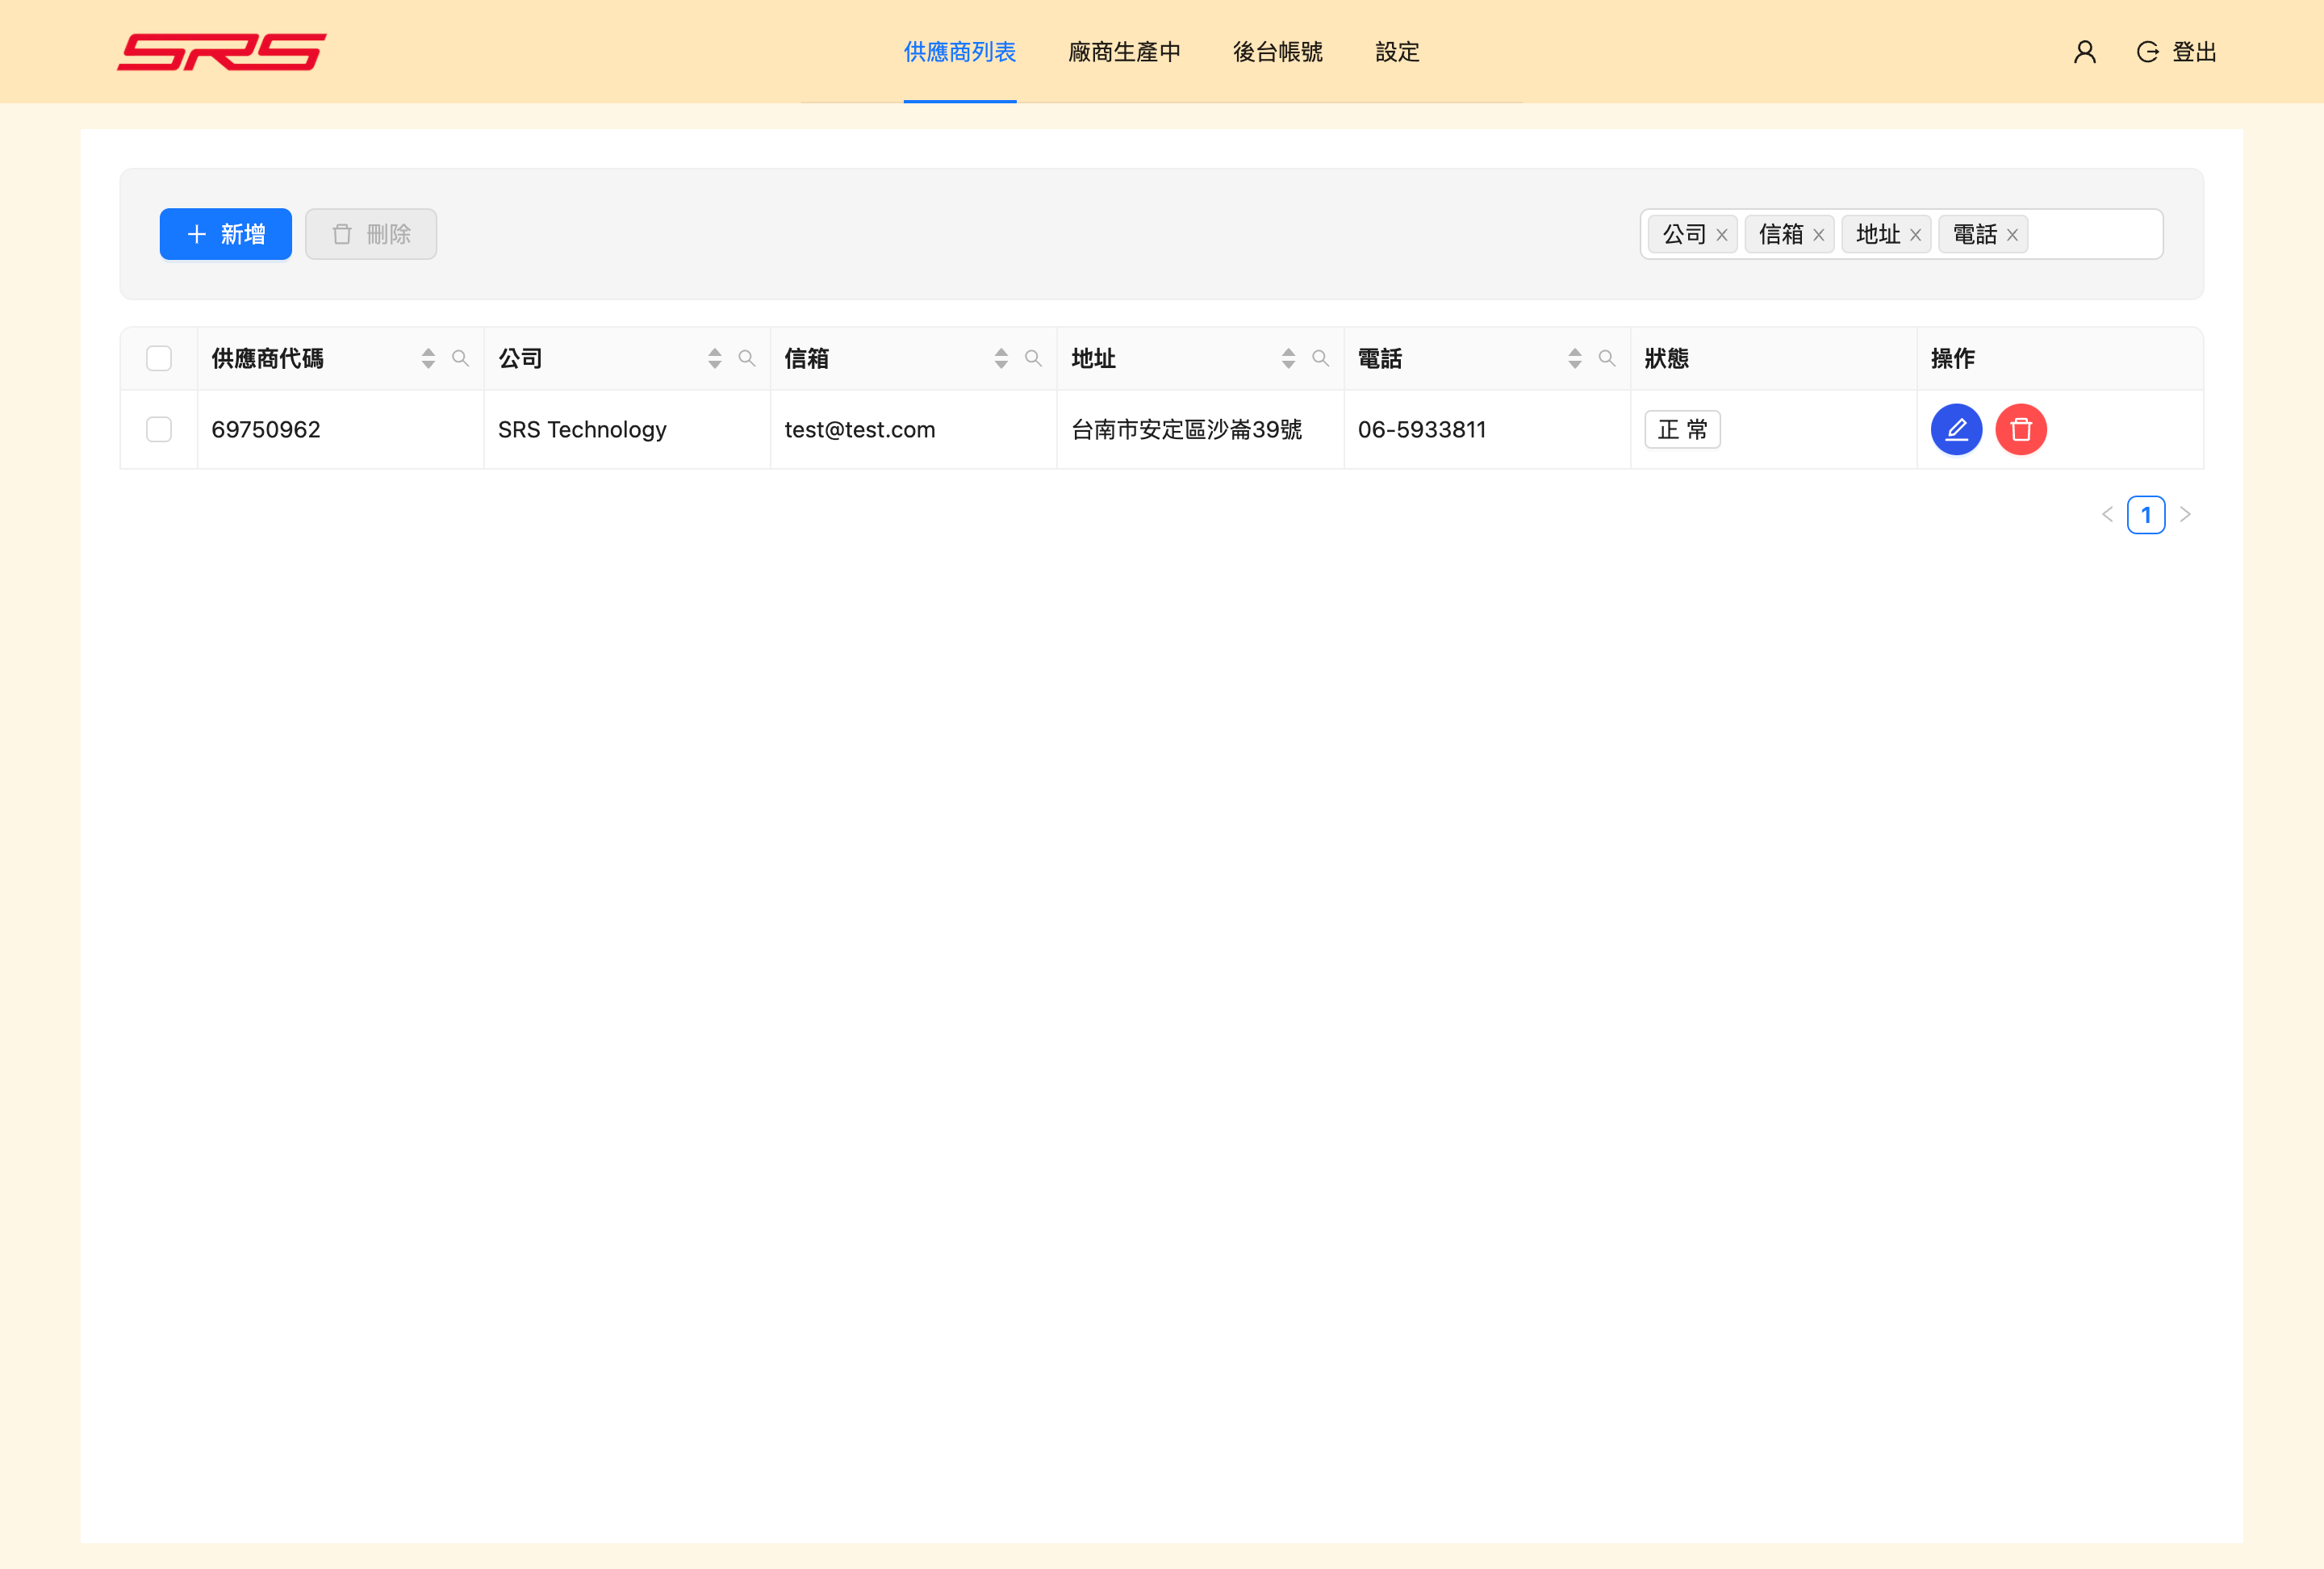 SRS 供應商列表 廠商生產中 後台帳號 設定 登出
新增 刪除 公司 信箱 地址 電話
供應商代碼 公司 信箱 地址 電話 狀態 操作
69750962 SRS Technology test@test.com 台南市安定區沙崙39號 06-5933811 正常
1